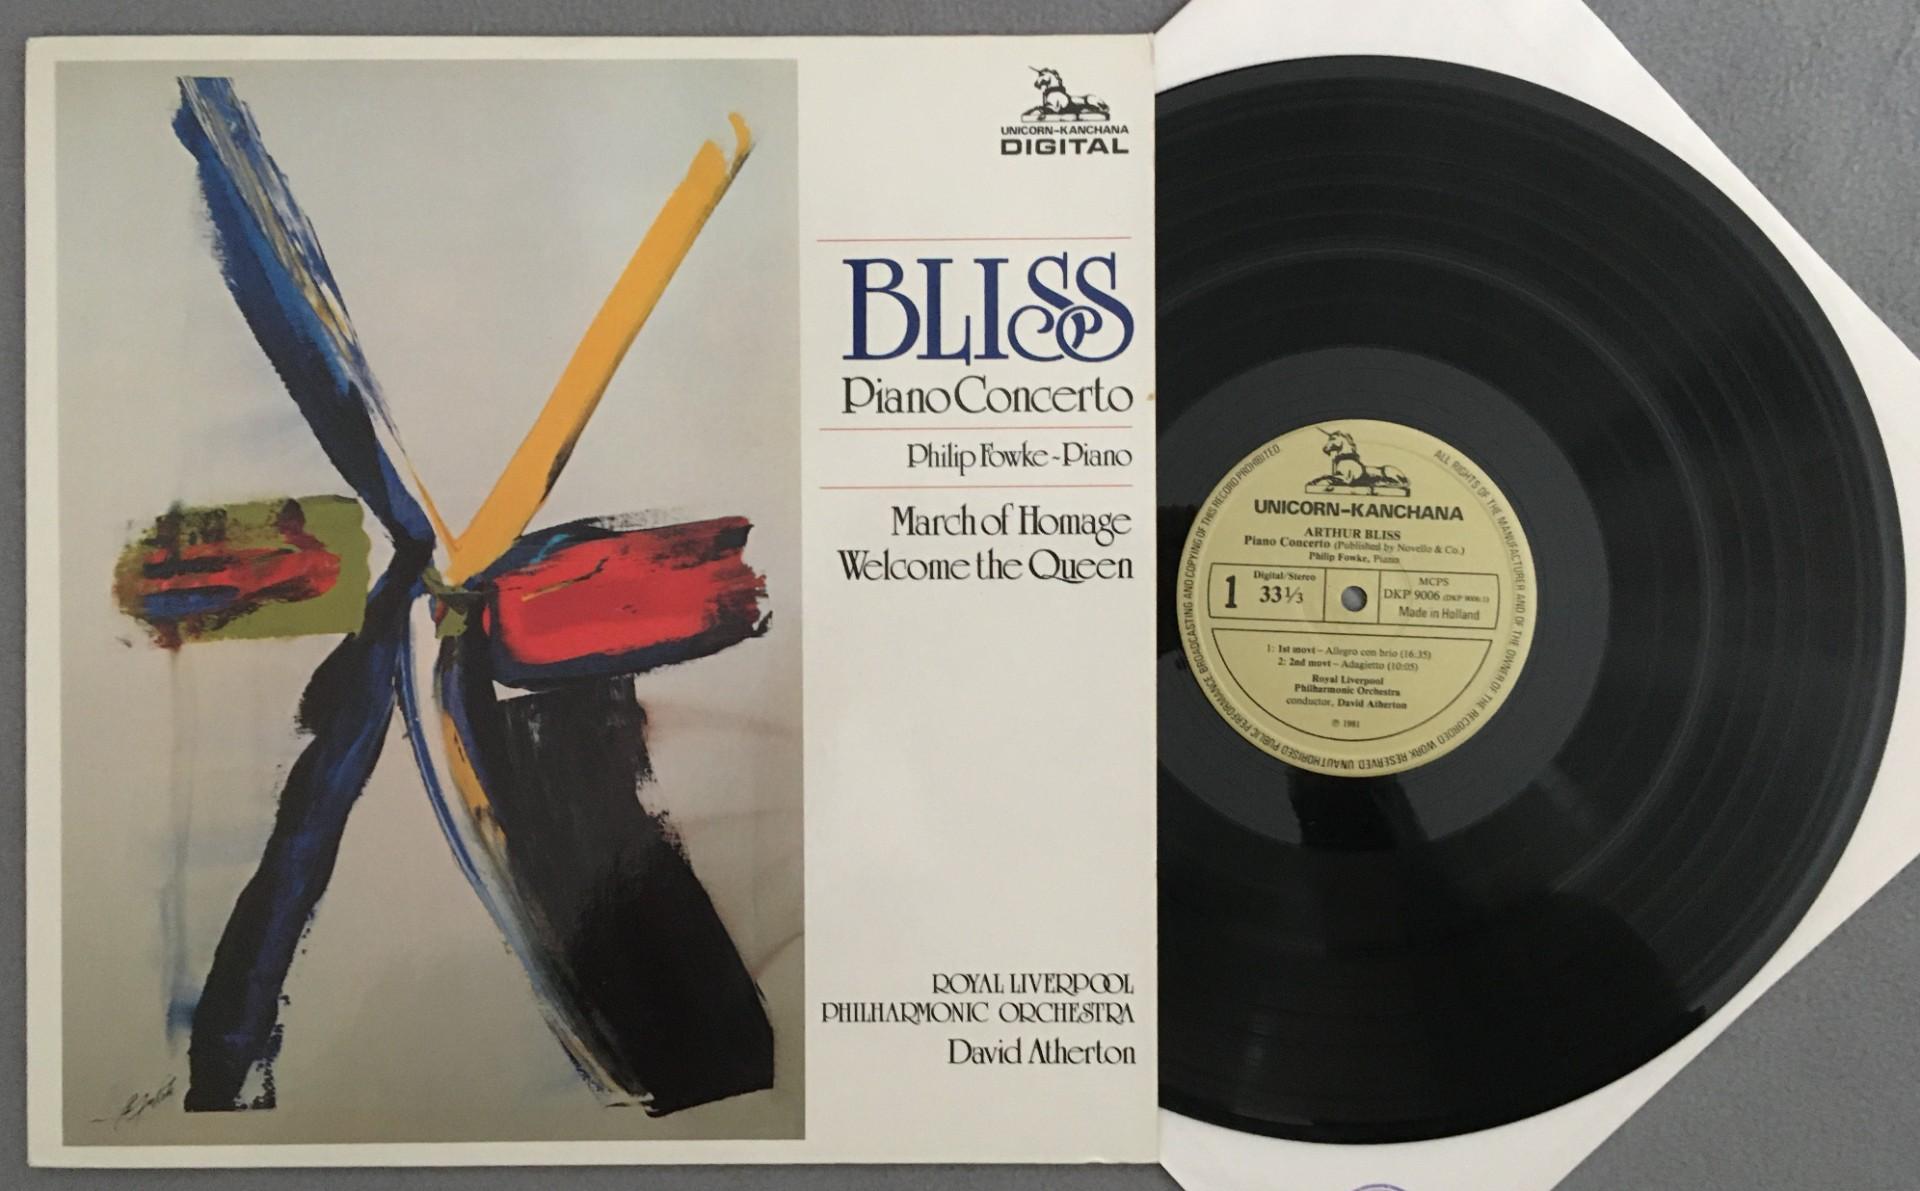 UNICORN-KANCHANA
DIGITAL
BLISS
Piano Concerto
Philip Fowke~Piano
March of Homage
Welcome the Queen
ROYAL LIVERPOOL
PHILHARMONIC ORCHESTRA
David Atherton
ALL RIGHTS OF THE MANUFACTURER AND OF THE OWNER OF THE RECORDED WORK RESERVED UNAUTHORISED PUBLIC PERFORMANCE BROADCASTING AND COPYING OF THIS RECORD PROHIBITED
UNICORN-KANCHANA
ARTHUR BLISS
Piano Concerto (Published by Novello & Co.)
Philip Fowke, Piano
1
Digital/Stereo
33⅓
MCPS
DKP 9006 (DKP 9006:1)
Made in Holland
1: 1st movt – Allegro con brio (16:35)
2: 2nd movt – Adagietto (10:05)
Royal Liverpool
Philharmonic Orchestra
conductor, David Atherton
℗ 1981